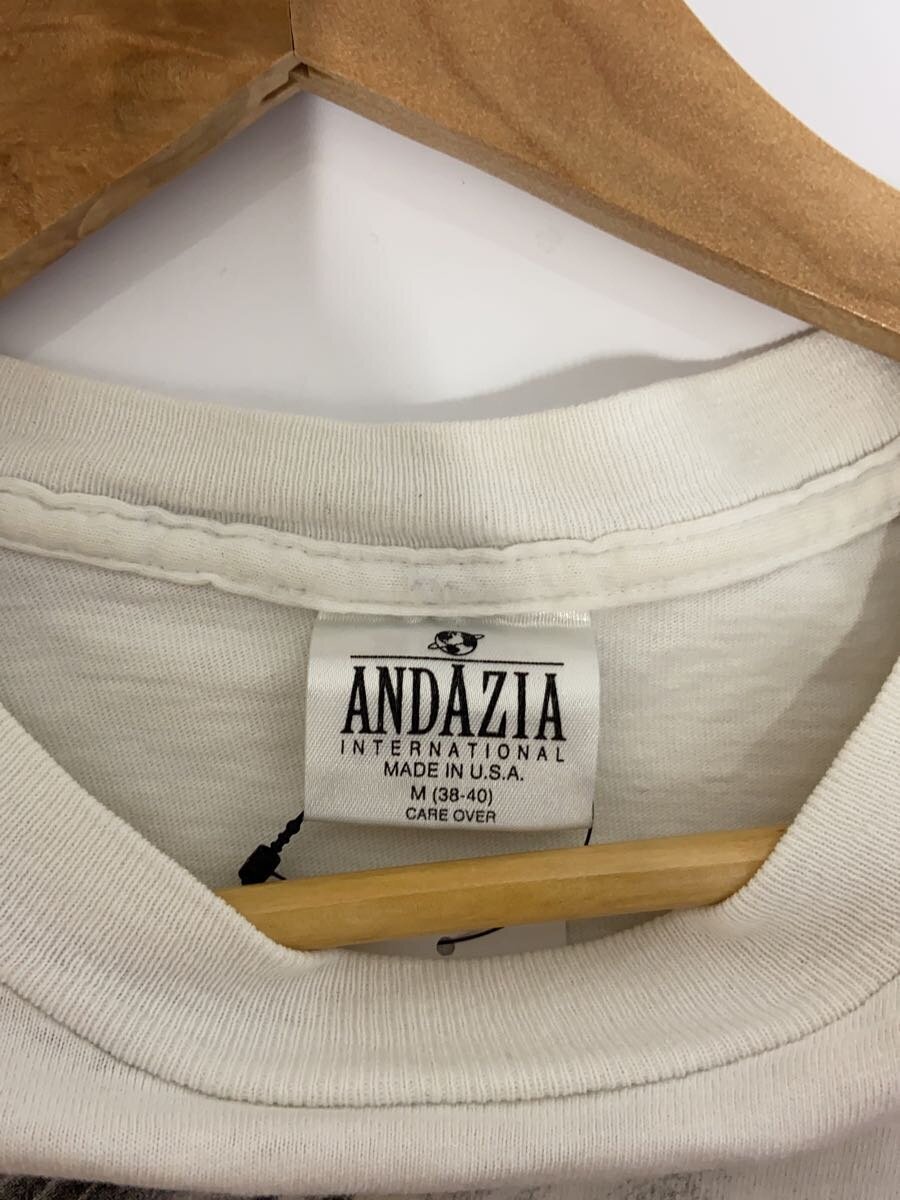 ANDAZIA
INTERNATIONAL
MADE IN U.S.A.
M (38-40)
CARE OVER